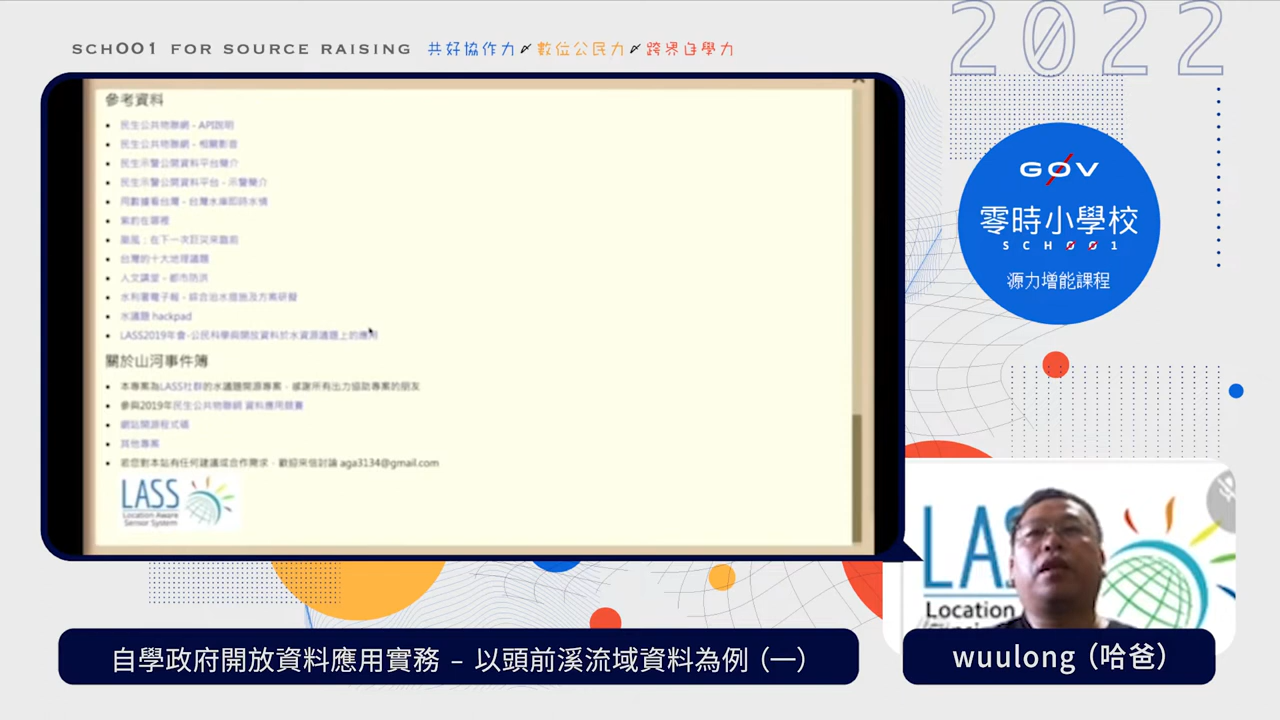 SCHOO1 FOR SOURCE RAISING 共好協作力 數位公民力 跨界自學力
2022
參考資料
民生公共物聯網 - API說明
民生公共物聯網 - 相關影音
民生示警公開資料平台簡介
民生示警公開資料平台 - 示警簡介
用數據看台灣 - 台灣水庫即時水情
紫豹在哪裡
颱風：在下一次巨災來臨前
台灣的十大地理議題
人文講堂 - 都市防洪
水利署電子報 - 綜合治水措施及方案研擬
水議題 hackpad
LASS2019年會-公民科學與開放資料於水資源議題上的應用
關於山河事件簿
本專案為LASS社群的水議題開源專案，感謝所有出力協助專案的朋友
參與2019年民生公共物聯網 資料應用競賽
網站開源程式碼
其他專案
若您對本站有任何建議或合作需求，歡迎來信討論 aga3134@gmail.com
LASS
Location Aware
Sensor System
GOV
零時小學校
SCHOO1
源力增能課程
LAS
Location
自學政府開放資料應用實務 – 以頭前溪流域資料為例（一）
wuulong（哈爸）